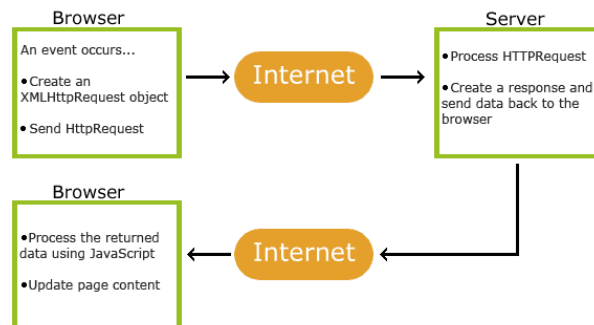 Browser
An event occurs...
•Create an
XMLHttpRequest object
•Send HttpRequest
Internet
Server
•Process HTTPRequest
•Create a response and
send data back to the
browser
Browser
•Process the returned
data using JavaScript
•Update page content
Internet